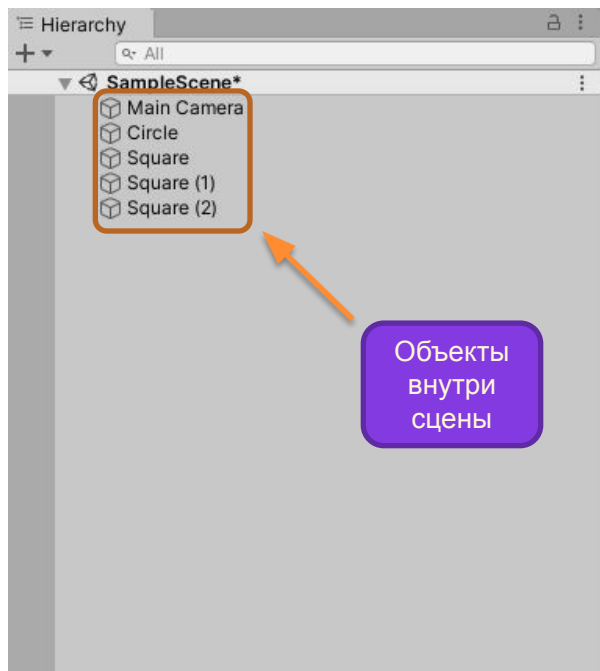 Hierarchy
All
SampleScene*
Main Camera
Circle
Square
Square (1)
Square (2)
Объекты
внутри
сцены